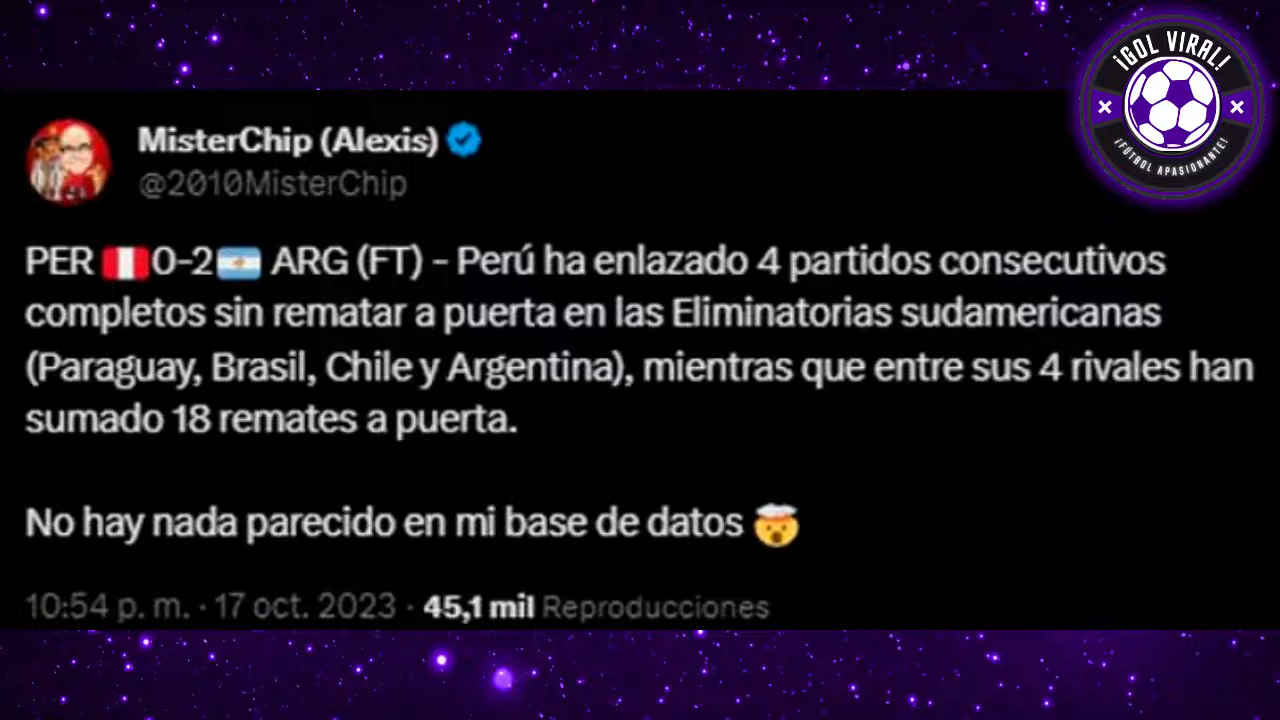 ¡GOL VIRAL!
¡FÚTBOL APASIONANTE!
MisterChip (Alexis)
@2010MisterChip
PER 🇵🇪0-2🇦🇷 ARG (FT) - Perú ha enlazado 4 partidos consecutivos
completos sin rematar a puerta en las Eliminatorias sudamericanas
(Paraguay, Brasil, Chile y Argentina), mientras que entre sus 4 rivales han
sumado 18 remates a puerta.
No hay nada parecido en mi base de datos 🤯
10:54 p. m. · 17 oct. 2023 · 45,1 mil Reproducciones